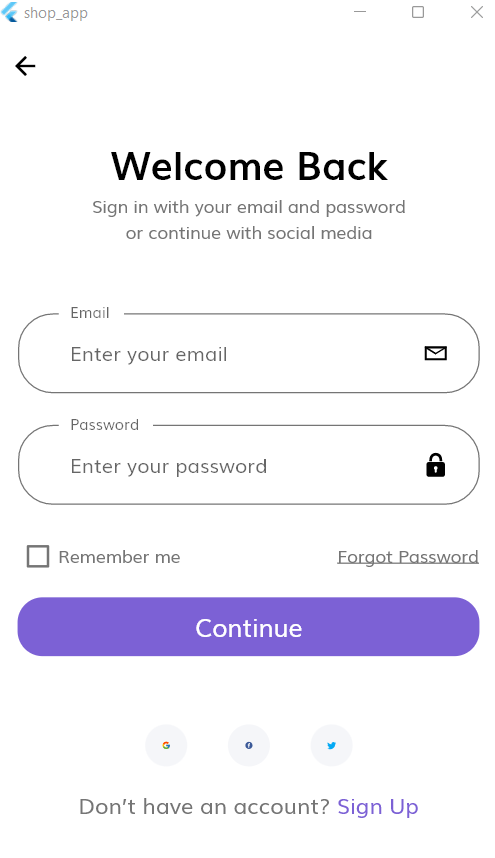 shop_app
Welcome Back
Sign in with your email and password
or continue with social media
Email
Enter your email
Password
Enter your password
Remember me Forgot Password
Continue
Don't have an account? Sign Up